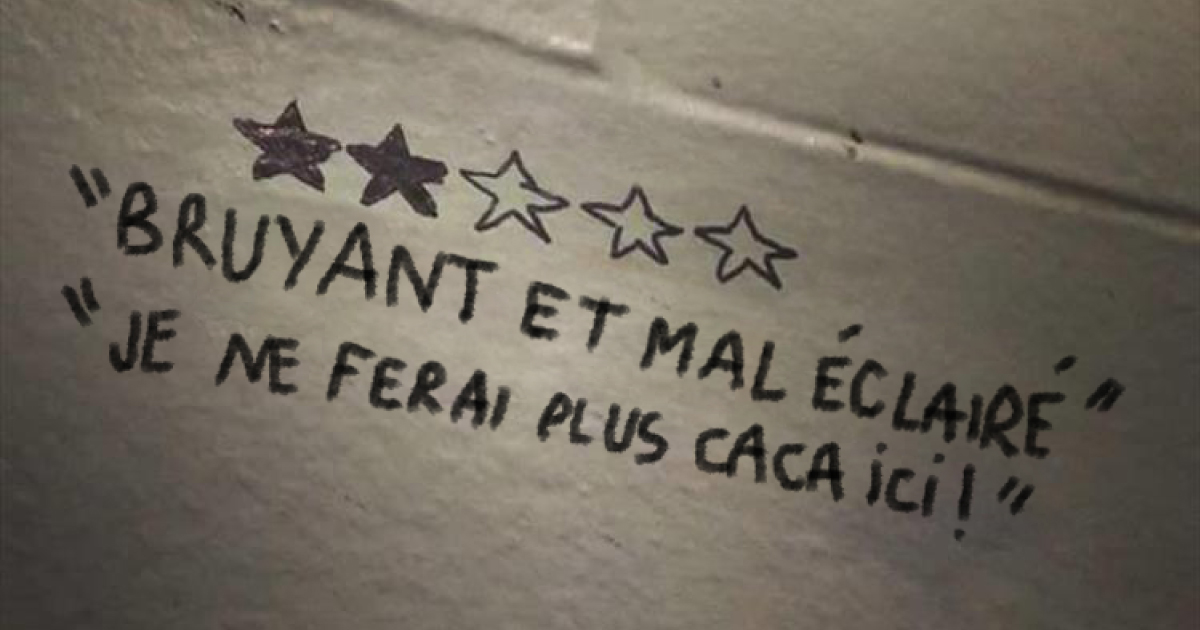 "BRUYANT ET MAL ÉCLAIRÉ"
"JE NE FERAI PLUS CACA ici !"